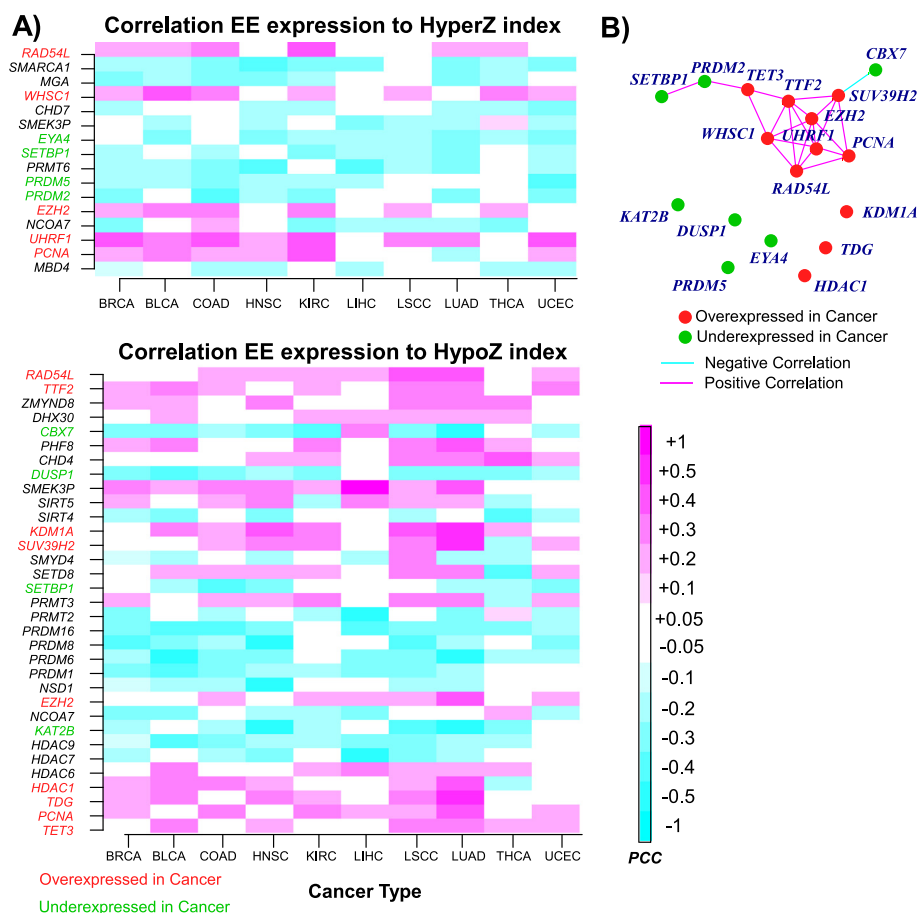 A)
Correlation EE expression to HyperZ index
RAD54L
SMARCA1
MGA
WHSC1
CHD7
SMEK3P
EYA4
SETBP1
PRMT6
PRDM5
PRDM2
EZH2
NCOA7
UHRF1
PCNA
MBD4
BRCA BLCA COAD HNSC KIRC LIHC LSCC LUAD THCA UCEC
Correlation EE expression to HypoZ index
RAD54L
TTF2
ZMYND8
DHX30
CBX7
PHF8
CHD4
DUSP1
SMEK3P
SIRT5
SIRT4
KDM1A
SUV39H2
SMYD4
SETD8
SETBP1
PRMT3
PRMT2
PRDM16
PRDM8
PRDM6
PRDM1
NSD1
EZH2
NCOA7
KAT2B
HDAC9
HDAC7
HDAC6
HDAC1
TDG
PCNA
TET3
BRCA BLCA COAD HNSC KIRC LIHC LSCC LUAD THCA UCEC
Overexpressed in Cancer
Cancer Type
Underexpressed in Cancer
B)
CBX7
SETBP1 PRDM2 TET3 TTF2 SUV39H2
EZH2
WHSC1 UHRF1 PCNA
RAD54L
KAT2B DUSP1 KDM1A
EYA4 TDG
PRDM5 HDAC1
Overexpressed in Cancer
Underexpressed in Cancer
Negative Correlation
Positive Correlation
+1
+0.5
+0.4
+0.3
+0.2
+0.1
+0.05
-0.05
-0.1
-0.2
-0.3
-0.4
-0.5
-1
PCC